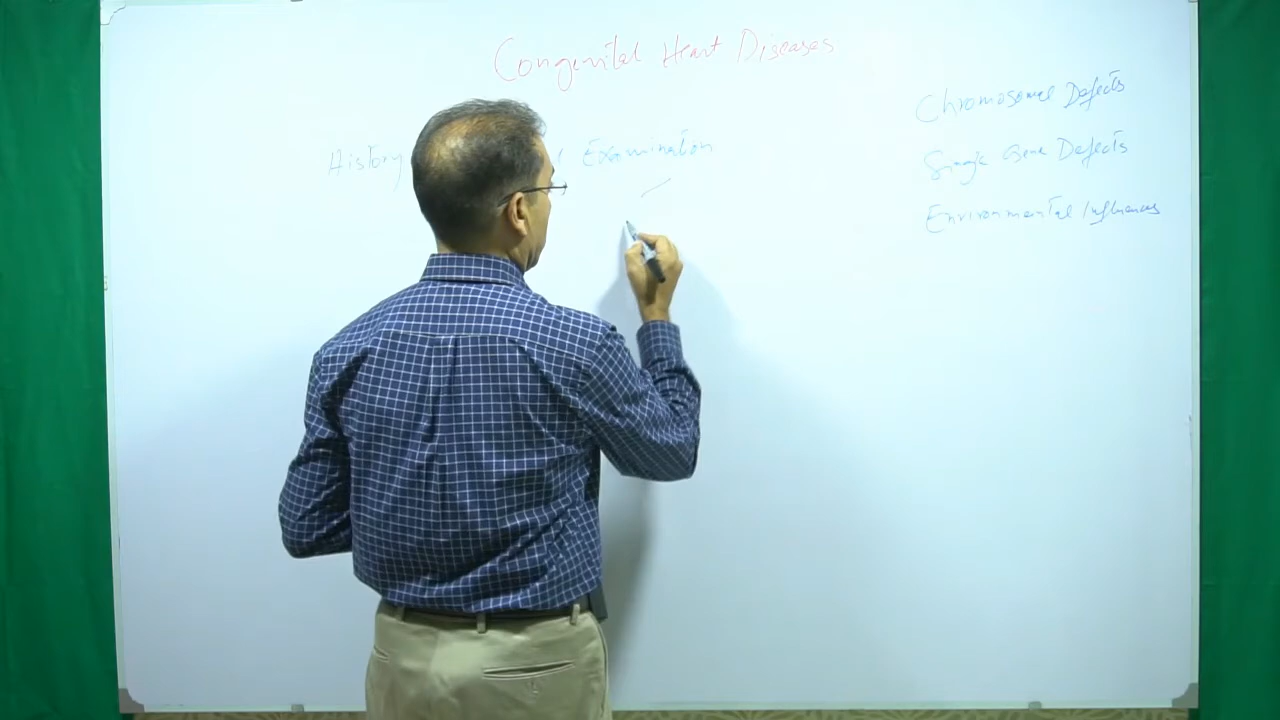 Congenital Heart Diseases
History Examination
Chromosomal Defects
Single Gene Defects
Environmental Influences